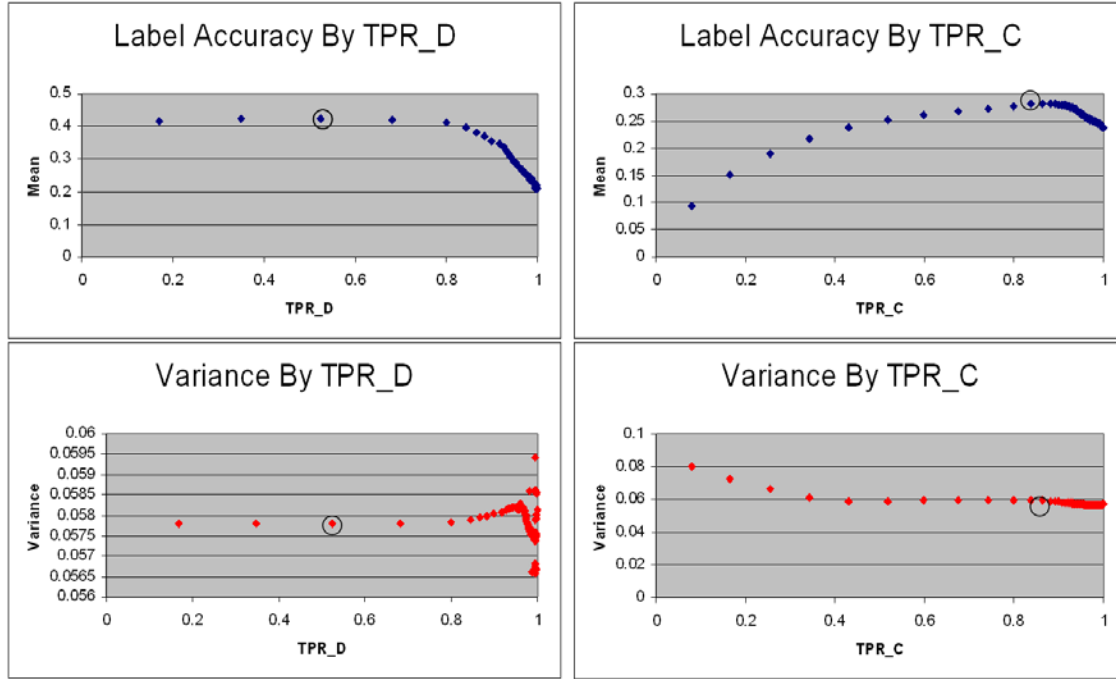 Label Accuracy By TPR_D
0.5
0.4
0.3
0.2
0.1
0
Mean
0 0.2 0.4 0.6 0.8 1
TPR_D
Label Accuracy By TPR_C
0.3
0.25
0.2
0.15
0.1
0.05
0
Mean
0 0.2 0.4 0.6 0.8 1
TPR_C
Variance By TPR_D
0.06
0.0595
0.059
0.0585
0.058
0.0575
0.057
0.0565
0.056
Variance
0 0.2 0.4 0.6 0.8 1
TPR_D
Variance By TPR_C
0.1
0.08
0.06
0.04
0.02
0
Variance
0 0.2 0.4 0.6 0.8 1
TPR_C